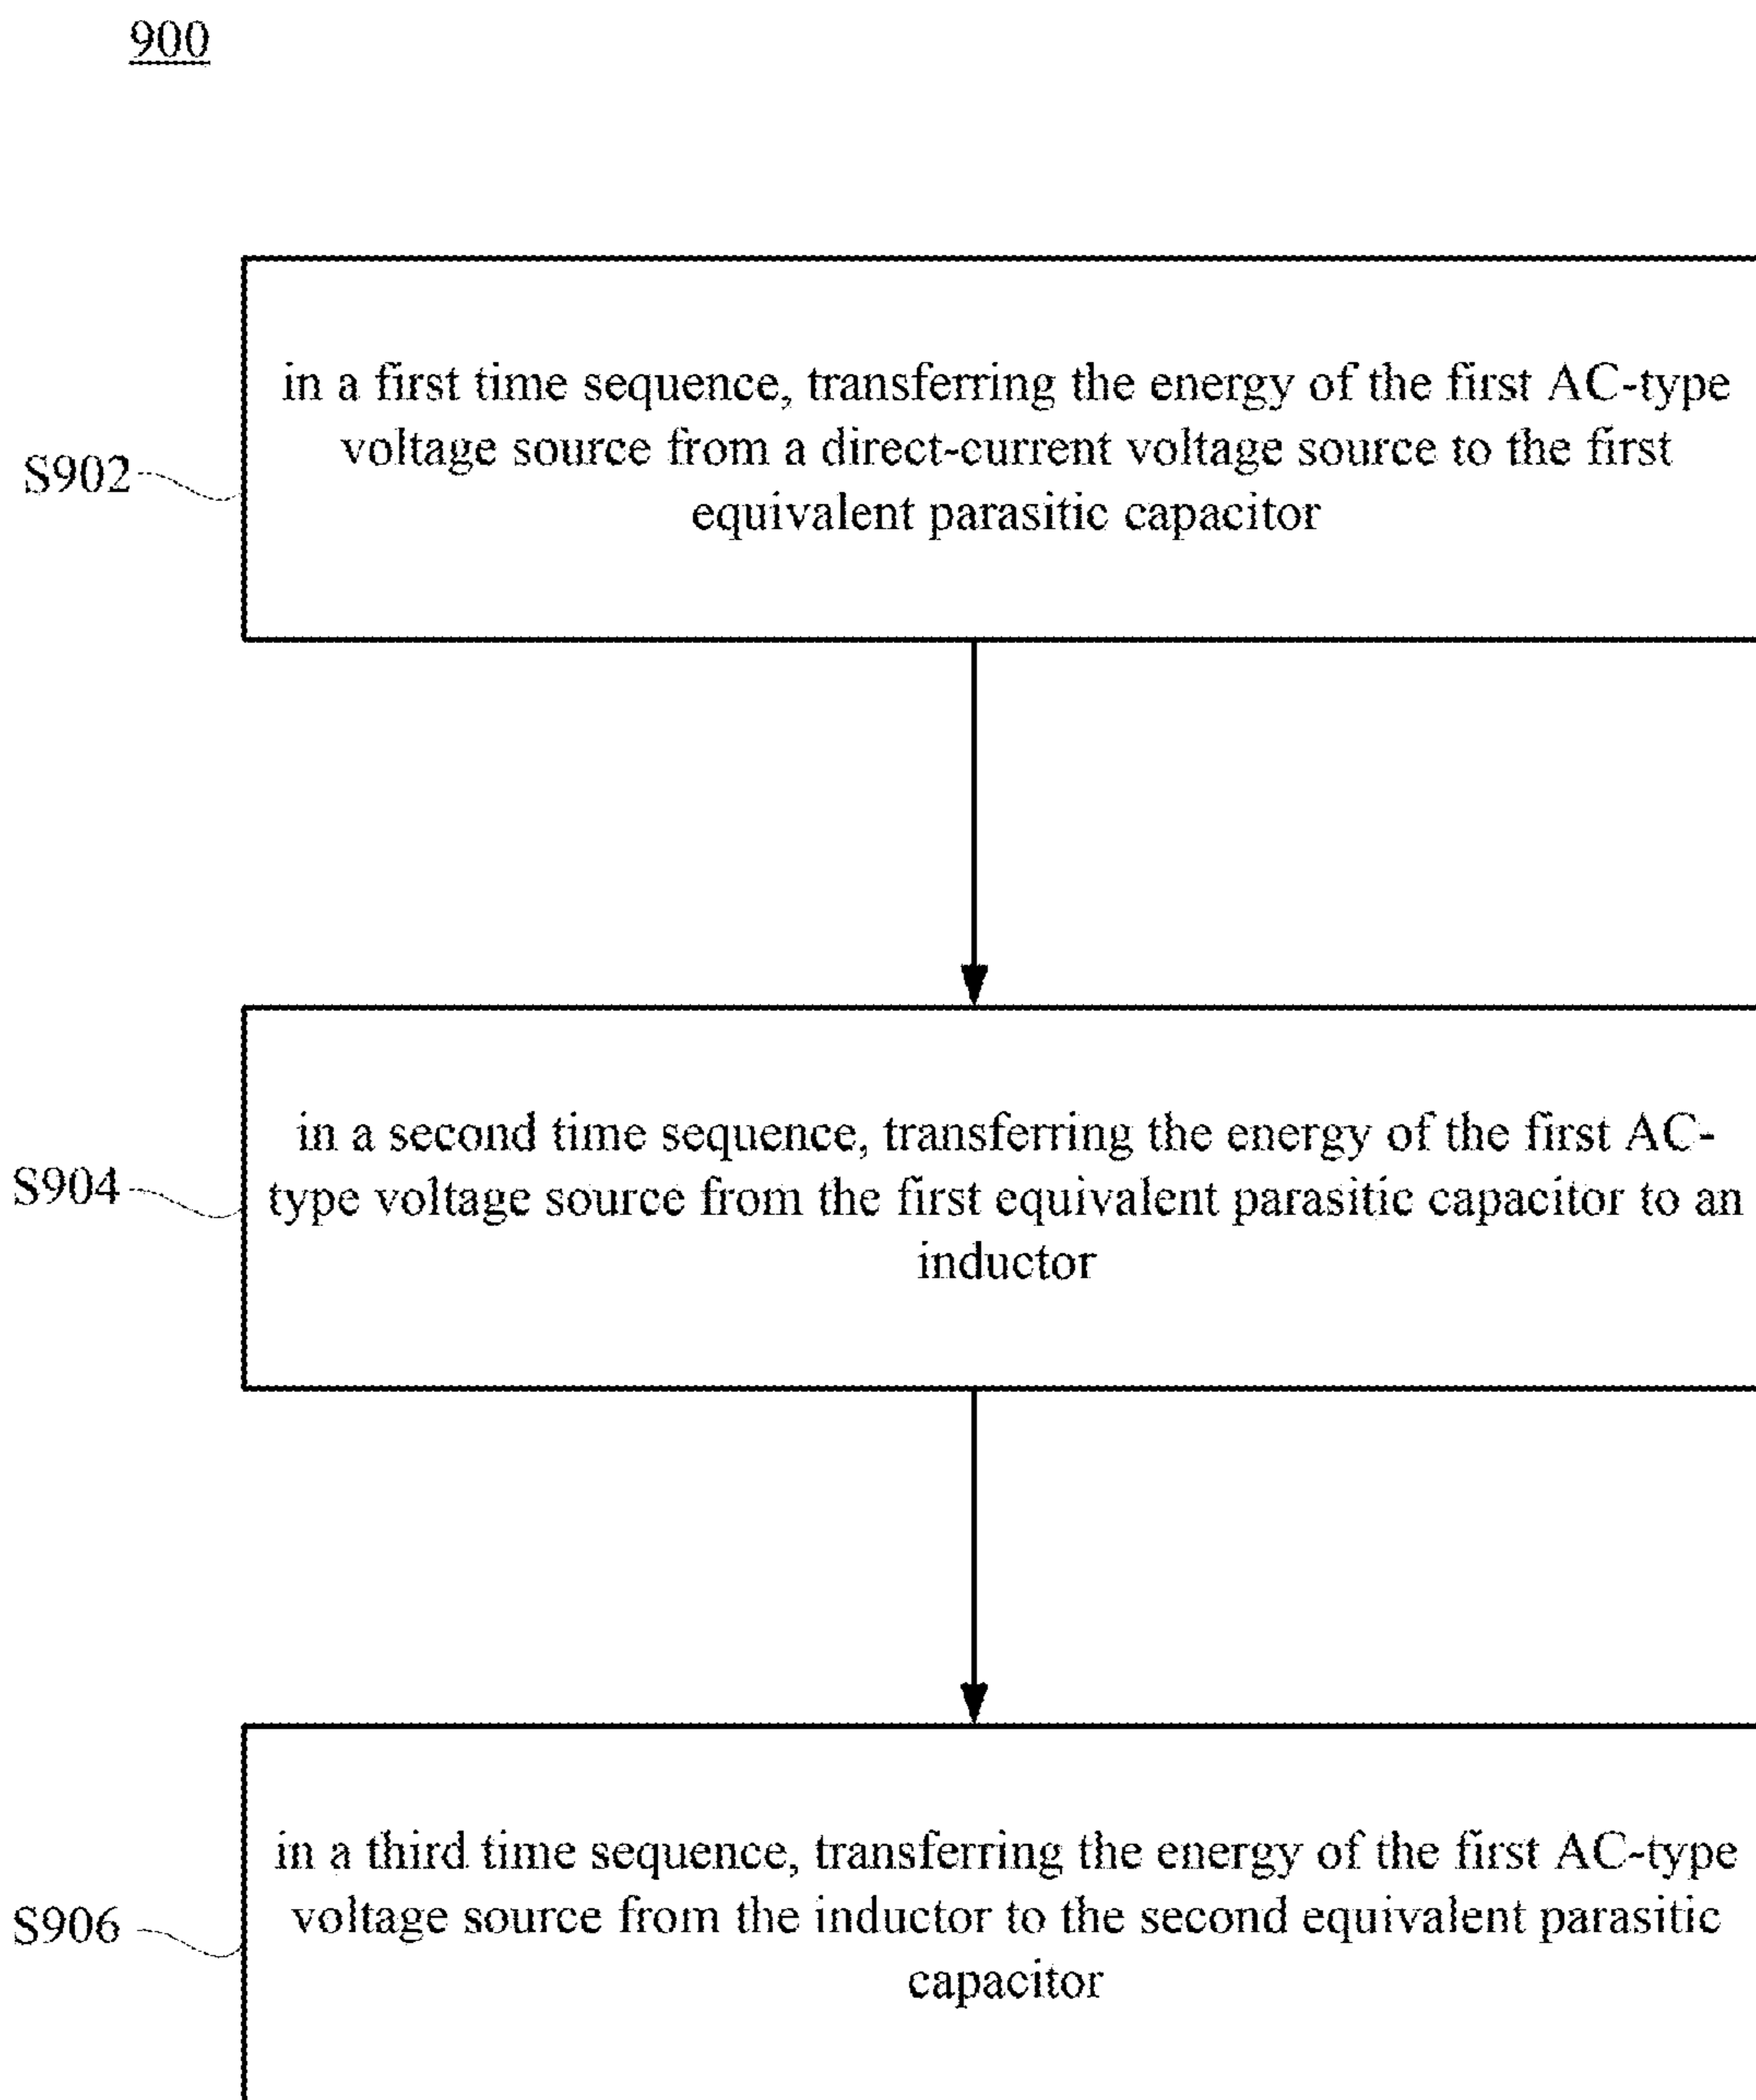 900
in a first time sequence, transferring the energy of the first AC-type
voltage source from a direct-current voltage source to the first
equivalent parasitic capacitor
S902
in a second time sequence, transferring the energy of the first AC-
type voltage source from the first equivalent parasitic capacitor to an
inductor
S904
in a third time sequence, transferring the energy of the first AC-type
voltage source from the inductor to the second equivalent parasitic
capacitor
S906